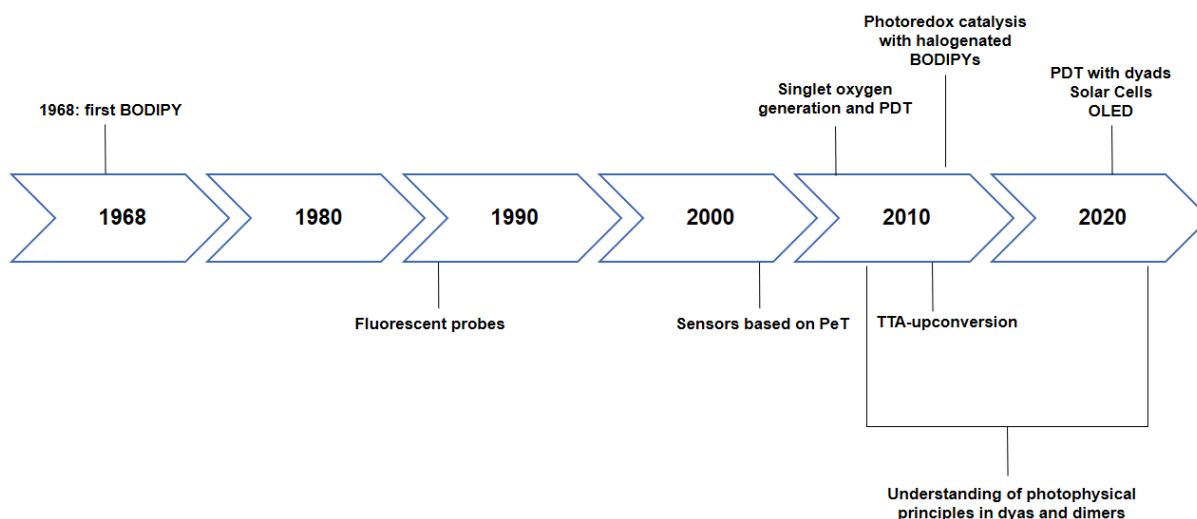 Photoredox catalysis
with halogenated
BODIPYs
PDT with dyads
Solar Cells
OLED
Singlet oxygen
generation and PDT
1968: first BODIPY
1968
1980
1990
2000
2010
2020
Fluorescent probes
Sensors based on PeT
TTA-upconversion
Understanding of photophysical
principles in dyas and dimers